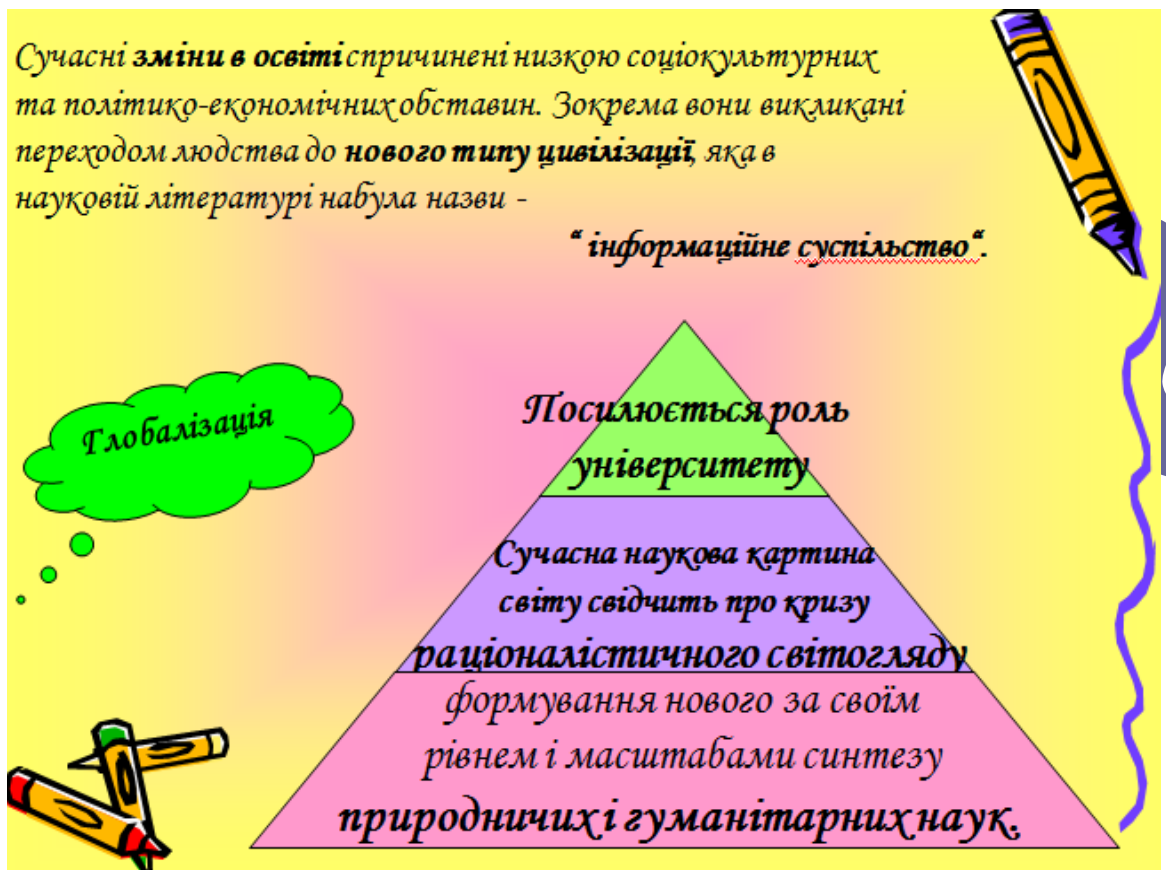 Сучасні зміни в освіті спричинені низкою соціокультурних
та політико-економічних обставин. Зокрема вони викликані
переходом людства до нового типу цивілізації, яка в
науковій літературі набула назви -
“ інформаційне суспільство“.
Глобалізація
Посилюється роль
університету
Сучасна наукова картина
світу свідчить про кризу
раціоналістичного світогляду
формування нового за своїм
рівнем і масштабами синтезу
природничих і гуманітарних наук.